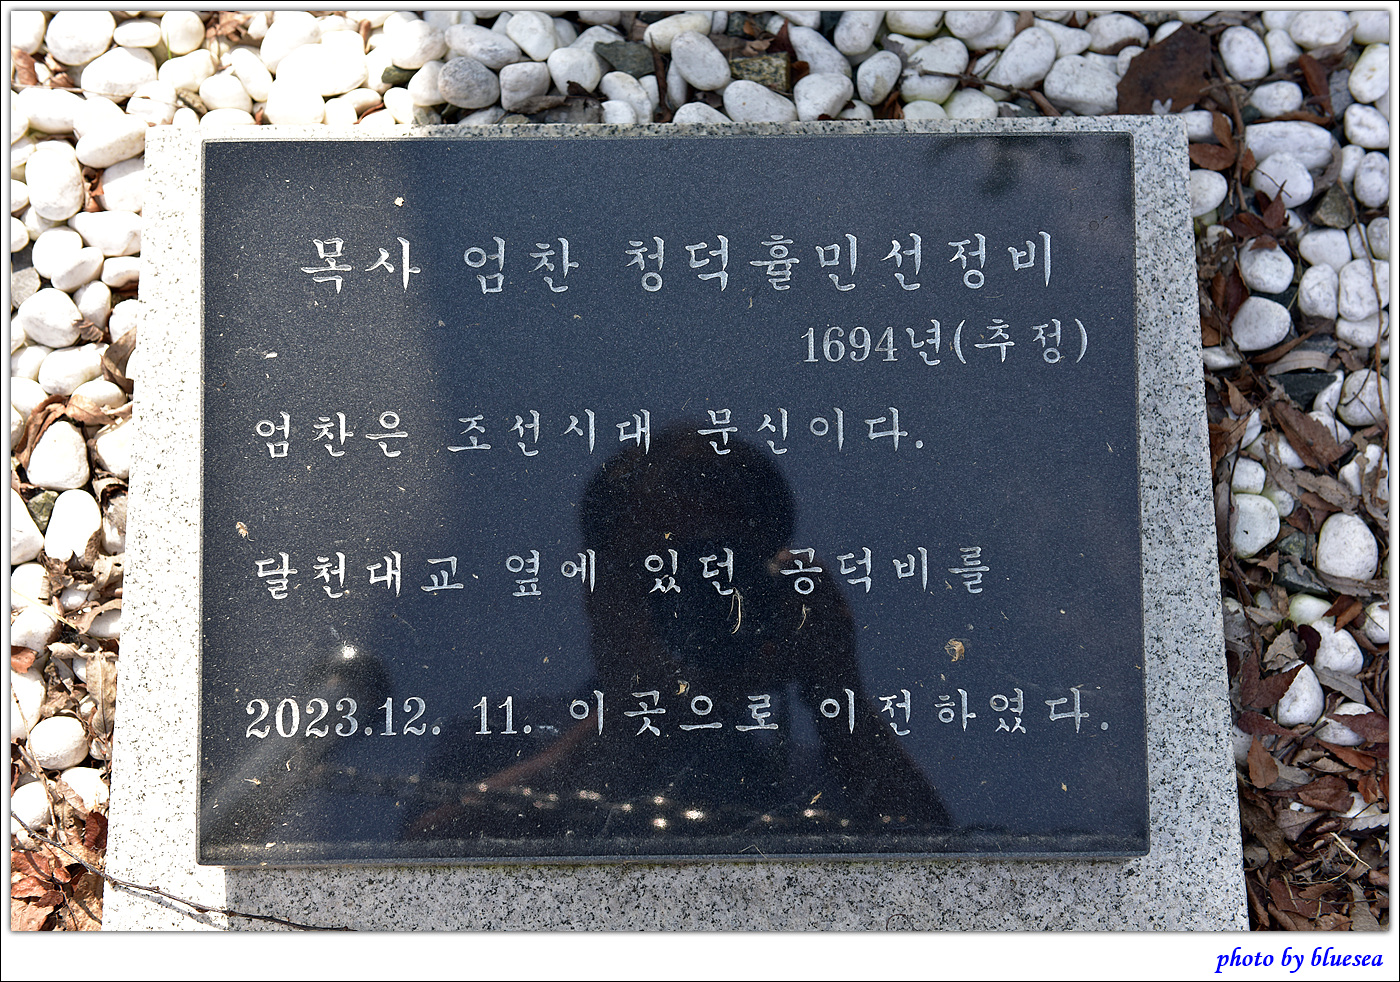 목사 엄찬 청덕휼민선정비
1694년(추정)
엄찬은 조선시대 문신이다.
달천대교 옆에 있던 공덕비를
2023.12. 11. 이곳으로 이전하였다.
photo by bluesea